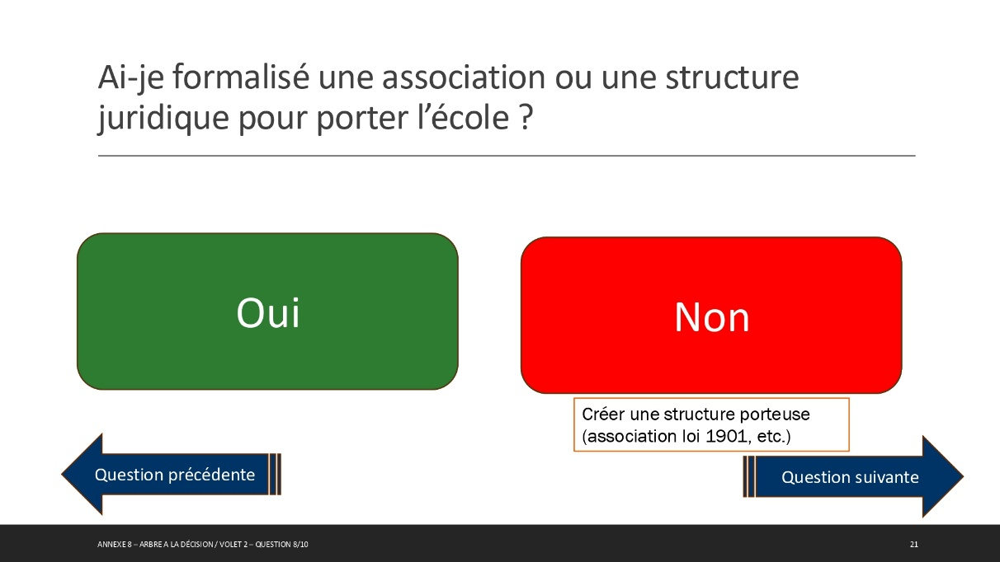 Ai-je formalisé une association ou une structure
juridique pour porter l’école ?
Oui
Non
Créer une structure porteuse
(association loi 1901, etc.)
Question précédente
Question suivante
ANNEXE 8 – ARBRE A LA DÉCISION / VOLET 2 – QUESTION 8/10
21